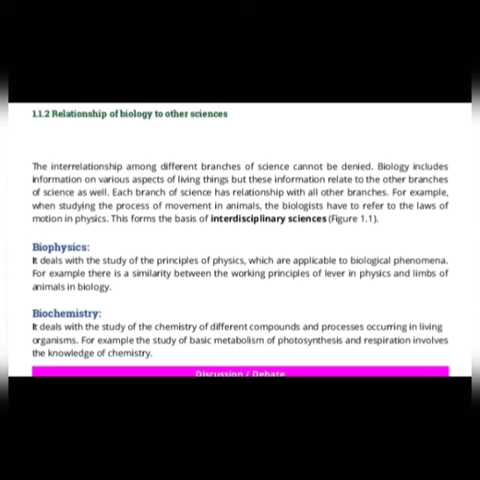 1.1.2 Relationship of biology to other sciences
The interrelationship among different branches of science cannot be denied. Biology includes
information on various aspects of living things but these information relate to the other branches
of science as well. Each branch of science has relationship with all other branches. For example,
when studying the process of movement in animals, the biologists have to refer to the laws of
motion in physics. This forms the basis of interdisciplinary sciences (Figure 1.1).
Biophysics:
It deals with the study of the principles of physics, which are applicable to biological phenomena.
For example there is a similarity between the working principles of lever in physics and limbs of
animals in biology.
Biochemistry:
It deals with the study of the chemistry of different compounds and processes occurring in living
organisms. For example the study of basic metabolism of photosynthesis and respiration involves
the knowledge of chemistry.
Discussion / Debate